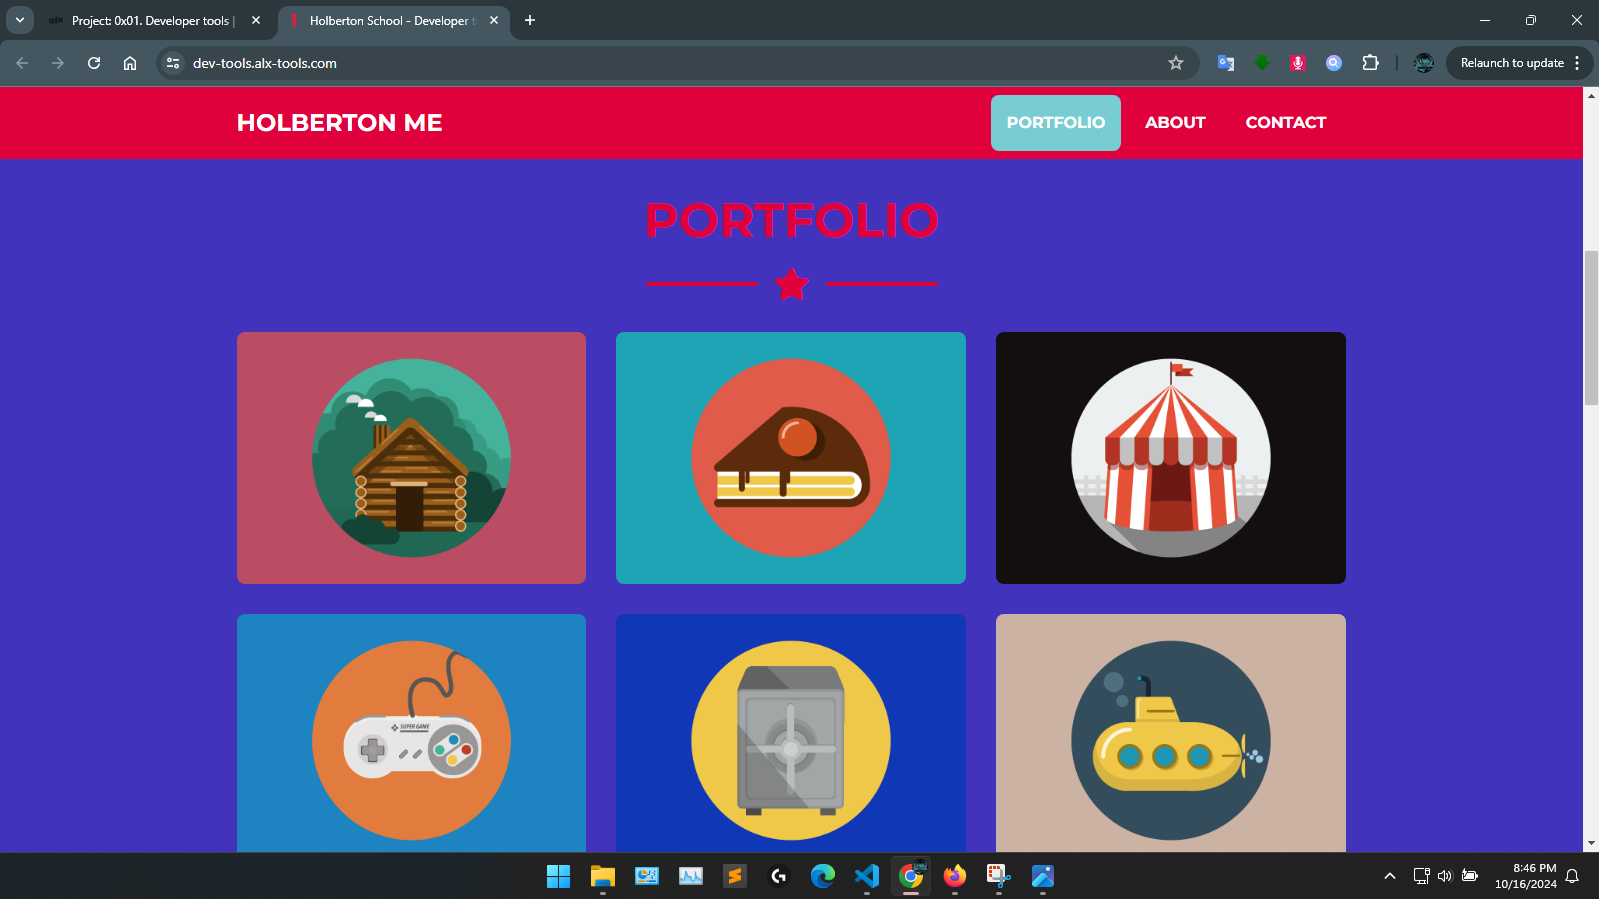 alx Project: 0x01. Developer tools |
Holberton School - Developer t
dev-tools.alx-tools.com
Relaunch to update
HOLBERTON ME
PORTFOLIO
ABOUT
CONTACT
PORTFOLIO
SUPER GAME
8:46 PM
10/16/2024